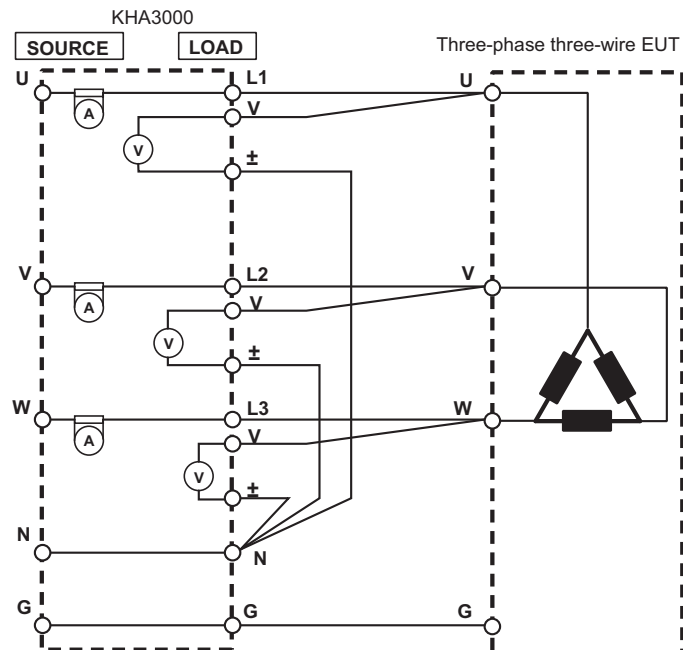 KHA3000
SOURCE LOAD
Three-phase three-wire EUT
U L1 U
A
V
V
±
V L2 V
A
V
V
±
W L3 W
A
V
V
±
N N
G G G